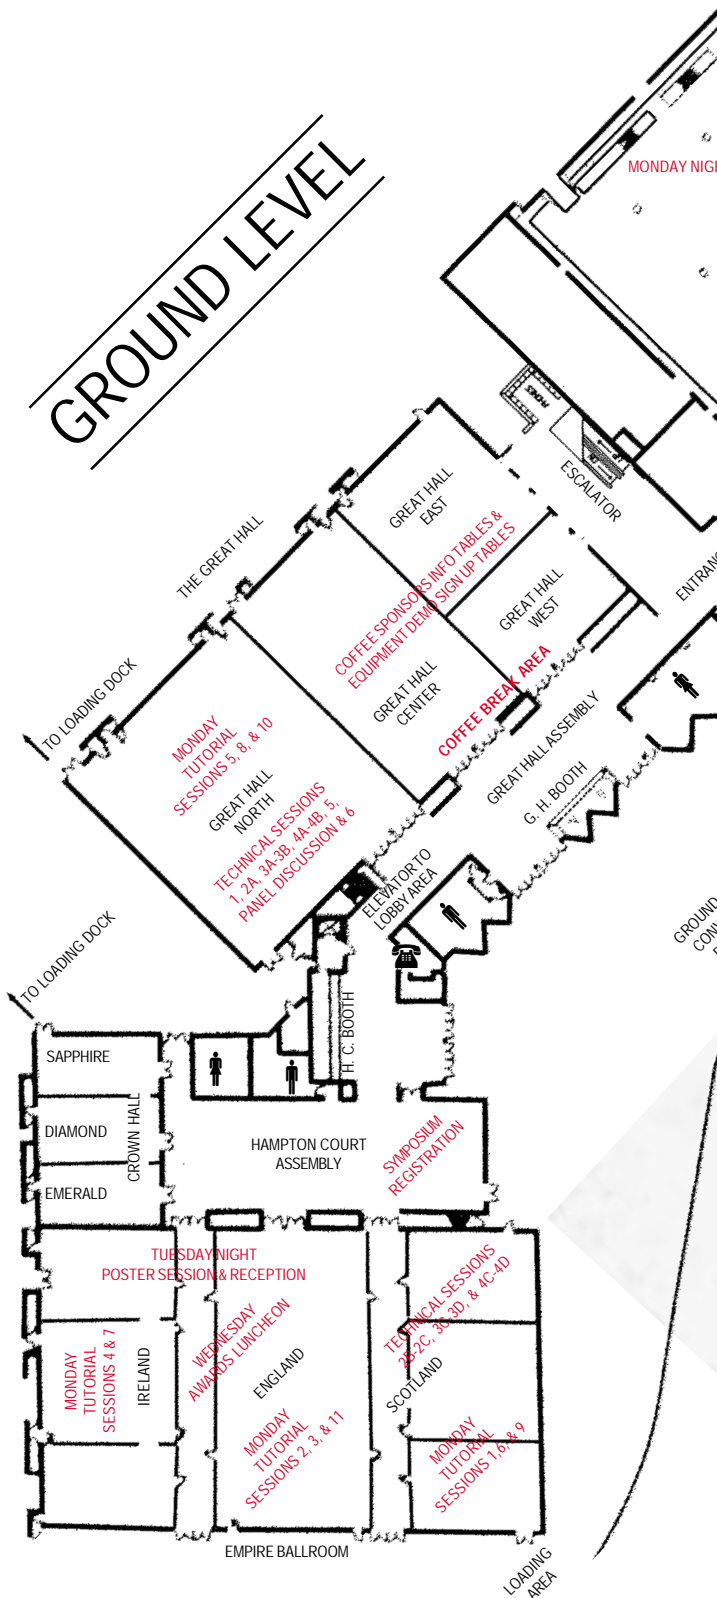 GROUND LEVEL
MONDAY NIGH
PHONES
UP
DN
ESCALATOR
ENTRANC
THE GREAT HALL
GREAT HALL
EAST
COFFEE SPONSORS INFO TABLES &
EQUIPMENT DEMO SIGN UP TABLES
GREAT HALL
WEST
GREAT HALL
CENTER
COFFEE BREAK AREA
TO LOADING DOCK
MONDAY
TUTORIAL
SESSIONS 5, 8, & 10
GREAT HALL
NORTH
TECHNICAL SESSIONS
1, 2A, 3A-3B, 4A-4B, 5,
PANEL DISCUSSION & 6
GREAT HALL ASSEMBLY
G. H. BOOTH
ELEVATOR TO
LOBBY AREA
GROUND
CON
TO LOADING DOCK
H. C. BOOTH
SAPPHIRE
DIAMOND
EMERALD
CROWN HALL
HAMPTON COURT
ASSEMBLY
SYMPOSIUM
REGISTRATION
TUESDAY NIGHT
POSTER SESSION & RECEPTION
WEDNESDAY
AWARDS LUNCHEON
TECHNICAL SESSIONS
2B-2C, 3C-3D, & 4C-4D
MONDAY
TUTORIAL
SESSIONS 4 & 7
IRELAND
ENGLAND
MONDAY
TUTORIAL
SESSIONS 2, 3, & 11
SCOTLAND
MONDAY
TUTORIAL
SESSIONS 1,6, & 9
EMPIRE BALLROOM
LOADING
AREA